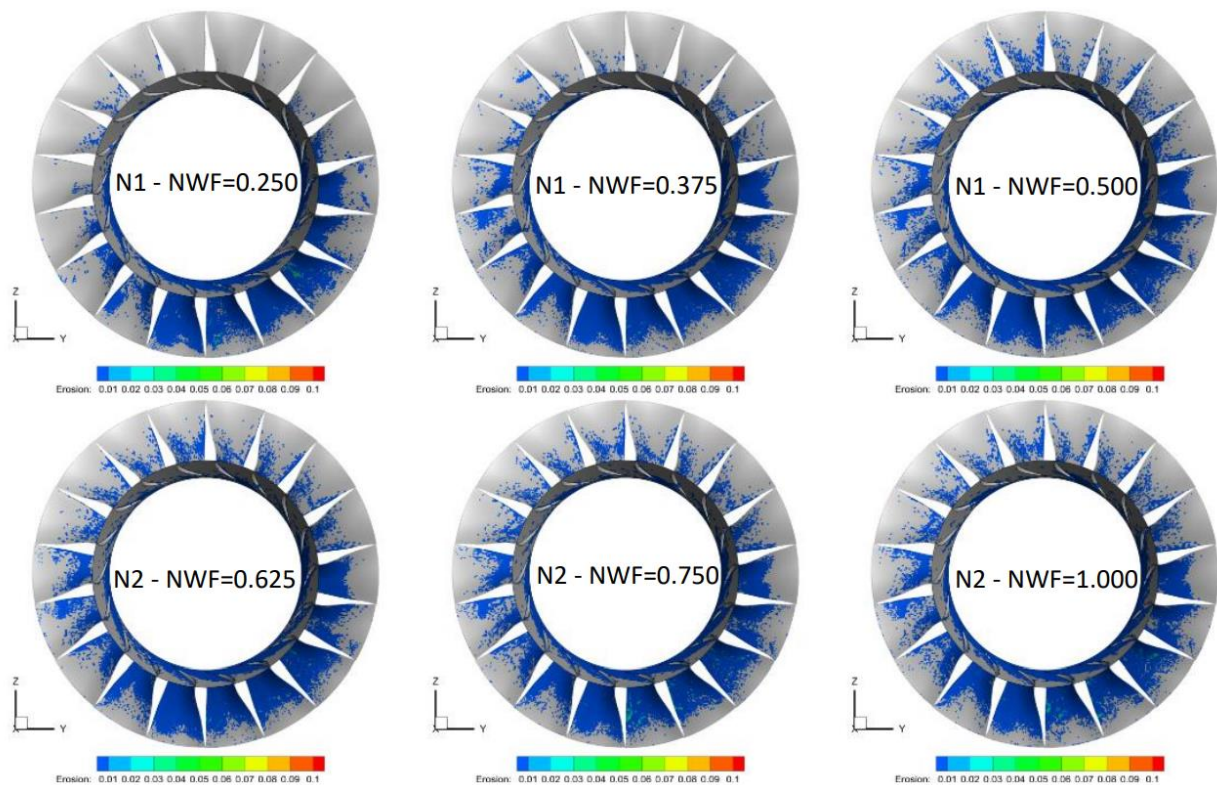 N1 - NWF=0.250
N1 - NWF=0.375
N1 - NWF=0.500
Z
Y
Z
Y
Z
Y
Erosion: 0.01 0.02 0.03 0.04 0.05 0.06 0.07 0.08 0.09 0.1
Erosion: 0.01 0.02 0.03 0.04 0.05 0.06 0.07 0.08 0.09 0.1
Erosion: 0.01 0.02 0.03 0.04 0.05 0.06 0.07 0.08 0.09 0.1
N2 - NWF=0.625
N2 - NWF=0.750
N2 - NWF=1.000
Z
Y
Z
Y
Z
Y
Erosion: 0.01 0.02 0.03 0.04 0.05 0.06 0.07 0.08 0.09 0.1
Erosion: 0.01 0.02 0.03 0.04 0.05 0.06 0.07 0.08 0.09 0.1
Erosion: 0.01 0.02 0.03 0.04 0.05 0.06 0.07 0.08 0.09 0.1